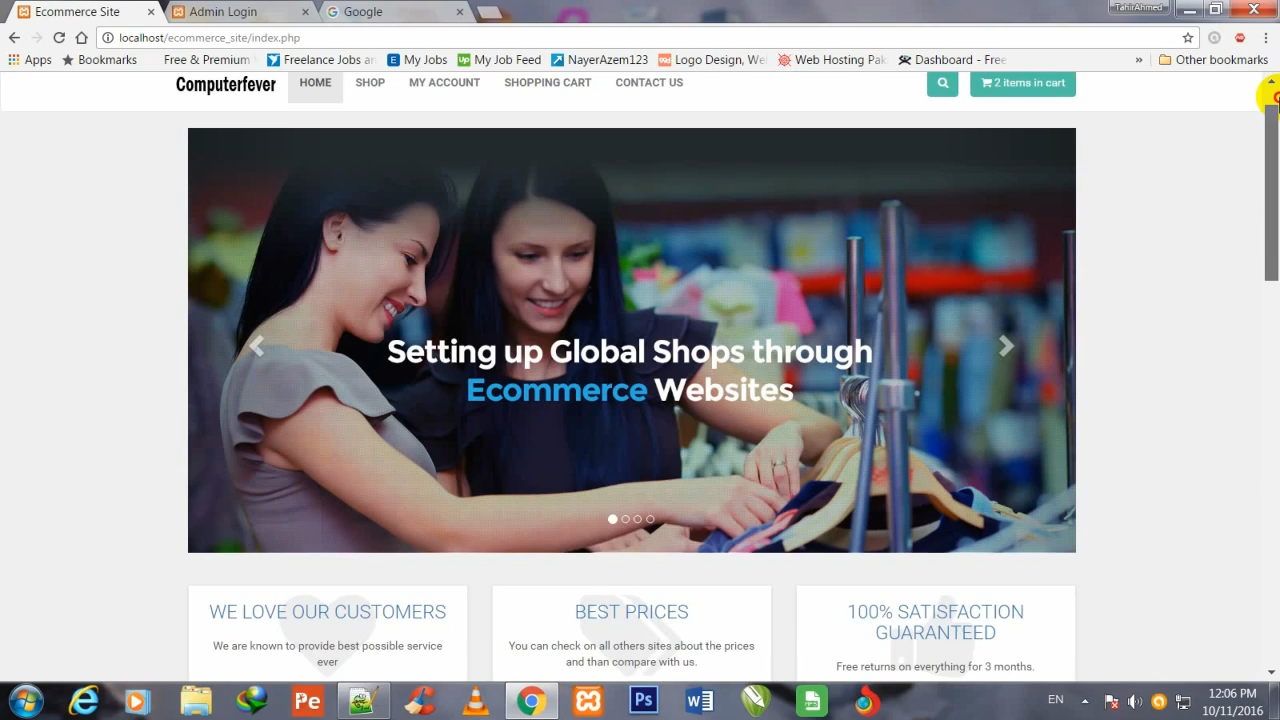 Ecommerce Site
Admin Login
Google
TahirAhmed
localhost/ecommerce_site/index.php
Apps
Bookmarks
Free & Premium
Freelance Jobs an
My Jobs
My Job Feed
NayerAzem123
Logo Design, We
Web Hosting Pak
Dashboard - Free
»
Other bookmarks
Computerfever
HOME
SHOP
MY ACCOUNT
SHOPPING CART
CONTACT US
2 items in cart
Setting up Global Shops through
Ecommerce Websites
WE LOVE OUR CUSTOMERS
We are known to provide best possible service
ever
BEST PRICES
You can check on all others sites about the prices
and than compare with us.
100% SATISFACTION
GUARANTEED
Free returns on everything for 3 months.
Pe
Ps
EN
12:06 PM
10/11/2016